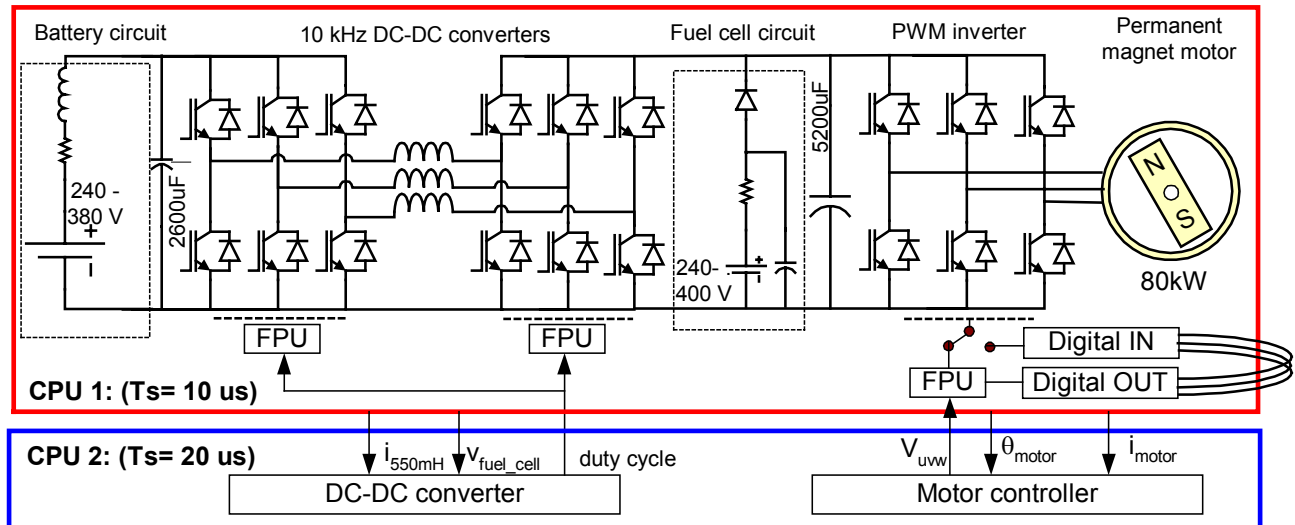 Battery circuit
10 kHz DC-DC converters
Fuel cell circuit
PWM inverter
Permanent
magnet motor
240 -
380 V
+
2600uF
240-
400 V
+
5200uF
N
S
80kW
FPU
FPU
FPU
Digital IN
Digital OUT
CPU 1: (Ts= 10 us)
CPU 2: (Ts= 20 us)
i550mH
vfuel_cell
duty cycle
Vuvw
θmotor
imotor
DC-DC converter
Motor controller